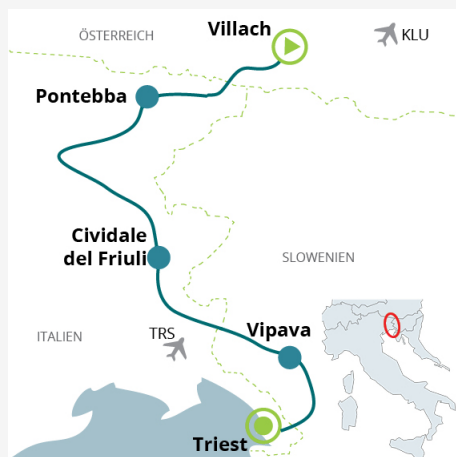 ÖSTERREICH
Villach
KLU
Pontebba
Cividale
del Friuli
SLOWENIEN
ITALIEN
TRS
Vipava
Triest